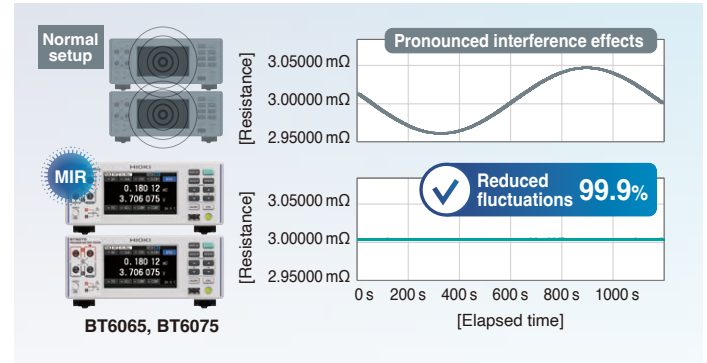 Normal
setup
Pronounced interference effects
[Resistance]
3.05000 mΩ
3.00000 mΩ
2.95000 mΩ
MIR
HIOKI
0. 180 12
3. 706 075
HIOKI
0. 180 12
3. 706 075
BT6065, BT6075
Reduced
fluctuations 99.9%
[Resistance]
3.05000 mΩ
3.00000 mΩ
2.95000 mΩ
0 s 200 s 400 s 600 s 800 s 1000 s
[Elapsed time]